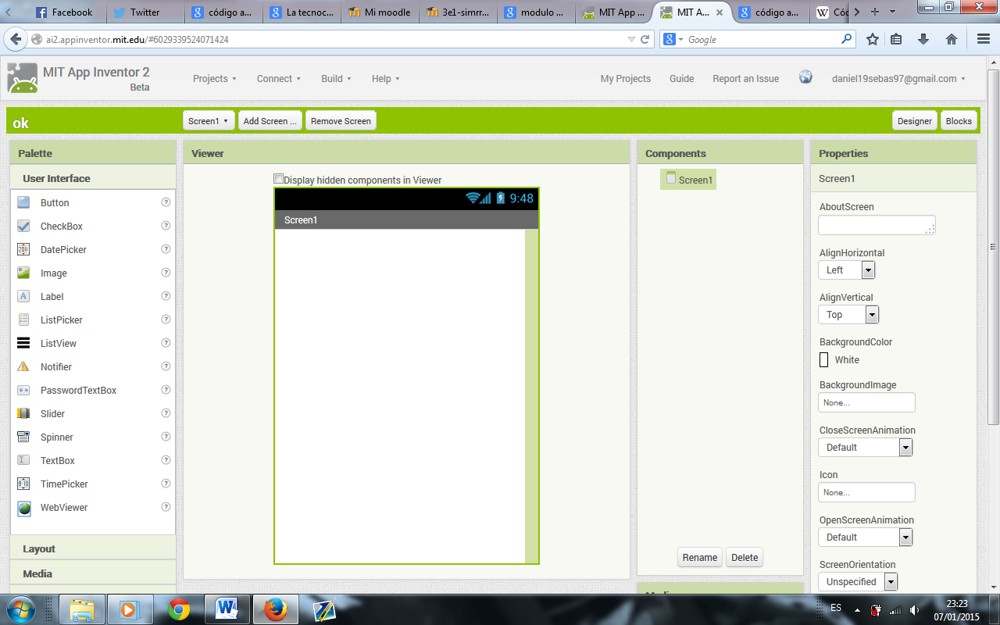 Facebook
Twitter
código a...
La tecnoc...
Mi moodle
3e1-simrr...
modulo ...
MIT App ...
MIT A...
código a...
Cód
ai2.appinventor.mit.edu/#6029339524071424
Google
MIT App Inventor 2
Beta
Projects
Connect
Build
Help
My Projects
Guide
Report an Issue
daniel19sebas97@gmail.com
ok
Screen1
Add Screen ...
Remove Screen
Designer
Blocks
Palette
User Interface
Button
CheckBox
DatePicker
Image
Label
ListPicker
ListView
Notifier
PasswordTextBox
Slider
Spinner
TextBox
TimePicker
WebViewer
Layout
Media
Viewer
Display hidden components in Viewer
9:48
Screen1
Components
Screen1
Rename
Delete
Properties
Screen1
AboutScreen
AlignHorizontal
Left
AlignVertical
Top
BackgroundColor
White
BackgroundImage
None...
CloseScreenAnimation
Default
Icon
None...
OpenScreenAnimation
Default
ScreenOrientation
Unspecified
ES
23:23
07/01/2015